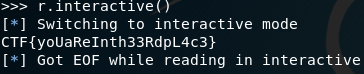 >>> r.interactive()
[*] Switching to interactive mode
CTF{yoUaReInth33RdpL4c3}
[*] Got EOF while reading in interactive